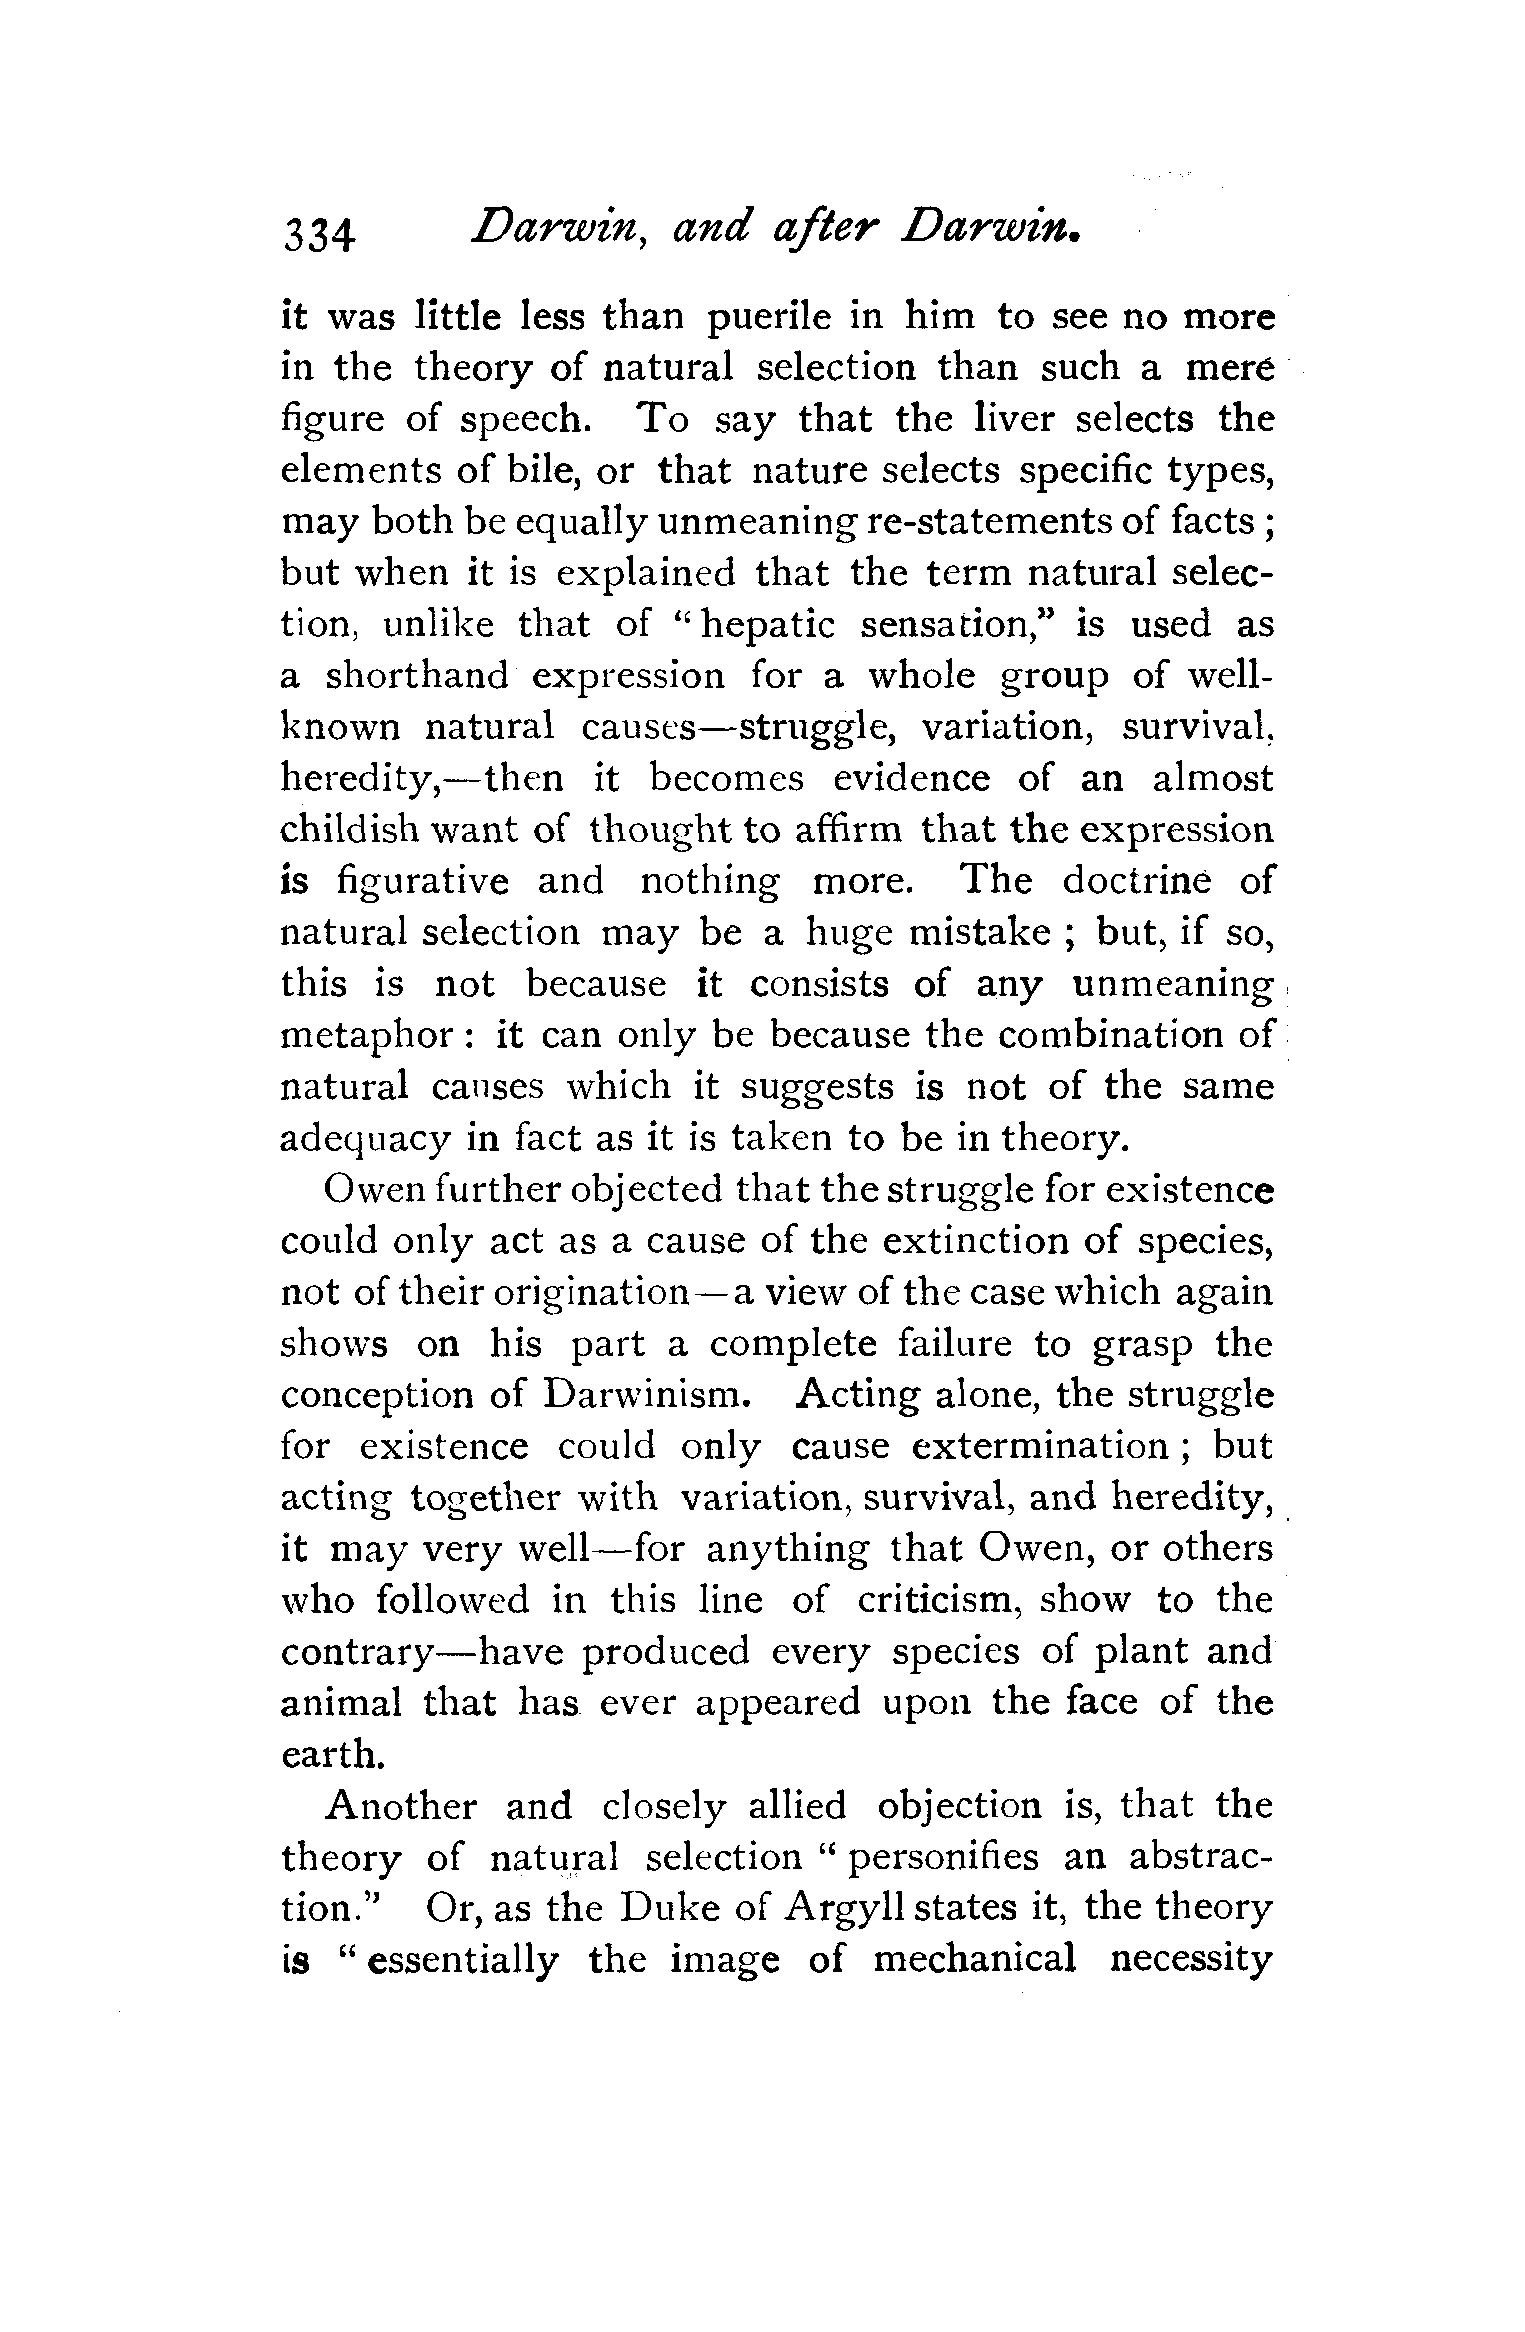 334 Darwin, and after Darwin.
it was little less than puerile in him to see no more
in the theory of natural selection than such a mere
figure of speech. To say that the liver selects the
elements of bile, or that nature selects specific types,
may both be equally unmeaning re-statements of facts ;
but when it is explained that the term natural selec-
tion, unlike that of “ hepatic sensation,” is used as
a shorthand expression for a whole group of well-
known natural causes—struggle, variation, survival,
heredity,—then it becomes evidence of an almost
childish want of thought to affirm that the expression
is figurative and nothing more. The doctrine of
natural selection may be a huge mistake ; but, if so,
this is not because it consists of any unmeaning
metaphor : it can only be because the combination of
natural causes which it suggests is not of the same
adequacy in fact as it is taken to be in theory.
Owen further objected that the struggle for existence
could only act as a cause of the extinction of species,
not of their origination—a view of the case which again
shows on his part a complete failure to grasp the
conception of Darwinism. Acting alone, the struggle
for existence could only cause extermination ; but
acting together with variation, survival, and heredity,
it may very well—for anything that Owen, or others
who followed in this line of criticism, show to the
contrary—have produced every species of plant and
animal that has ever appeared upon the face of the
earth.
Another and closely allied objection is, that the
theory of natural selection “ personifies an abstrac-
tion.” Or, as the Duke of Argyll states it, the theory
is “ essentially the image of mechanical necessity